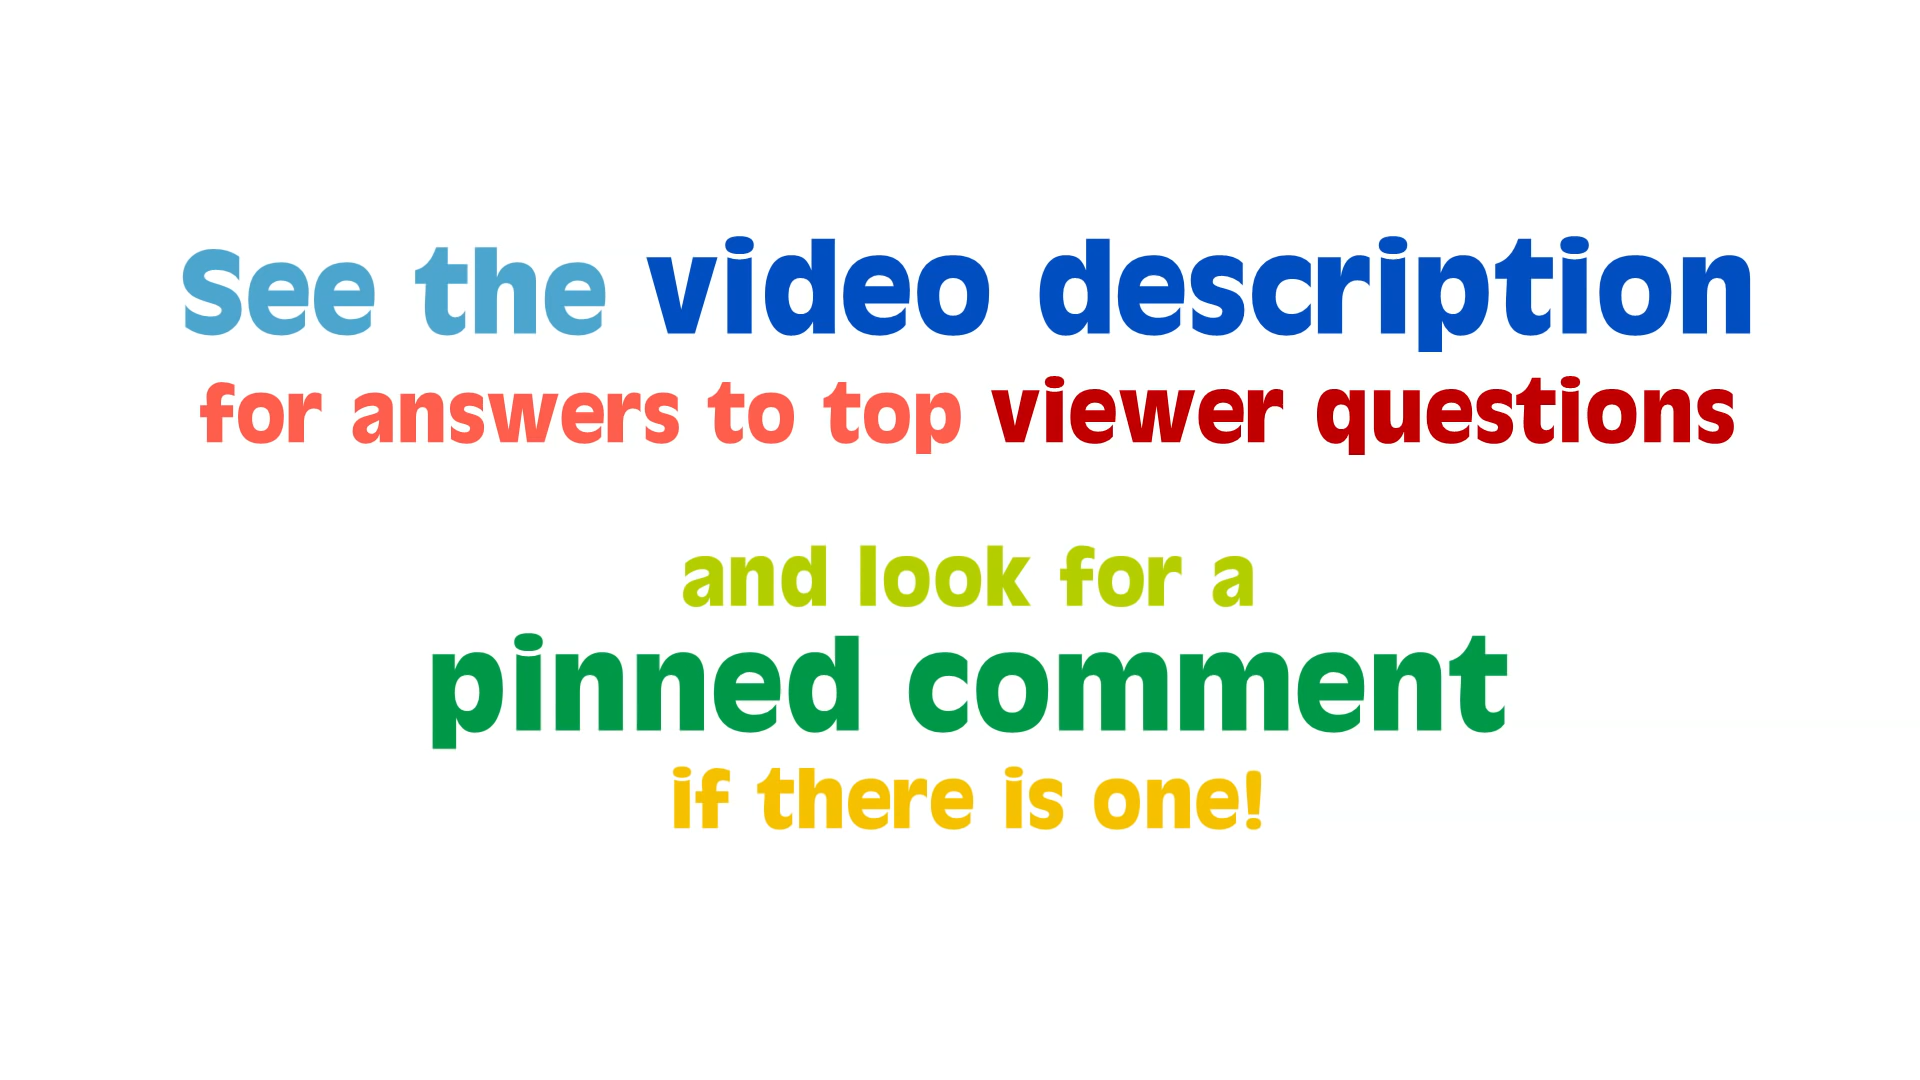 See the video description
for answers to top viewer questions
and look for a
pinned comment
if there is one!